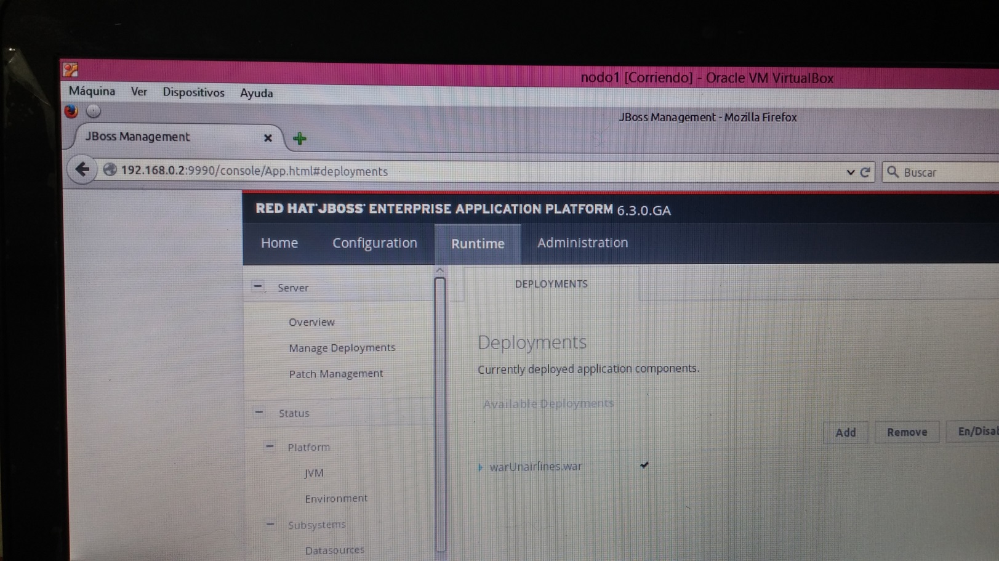 nodo1 [Corriendo] - Oracle VM VirtualBox
Máquina Ver Dispositivos Ayuda
JBoss Management - Mozilla Firefox
JBoss Management
192.168.0.2:9990/console/App.html#deployments
Buscar
RED HAT JBOSS ENTERPRISE APPLICATION PLATFORM 6.3.0.GA
Home Configuration Runtime Administration
Server
Overview
Manage Deployments
Patch Management
Status
Platform
JVM
Environment
Subsystems
Datasources
DEPLOYMENTS
Deployments
Currently deployed application components.
Available Deployments
Add Remove En/Disab
warUnairlines.war